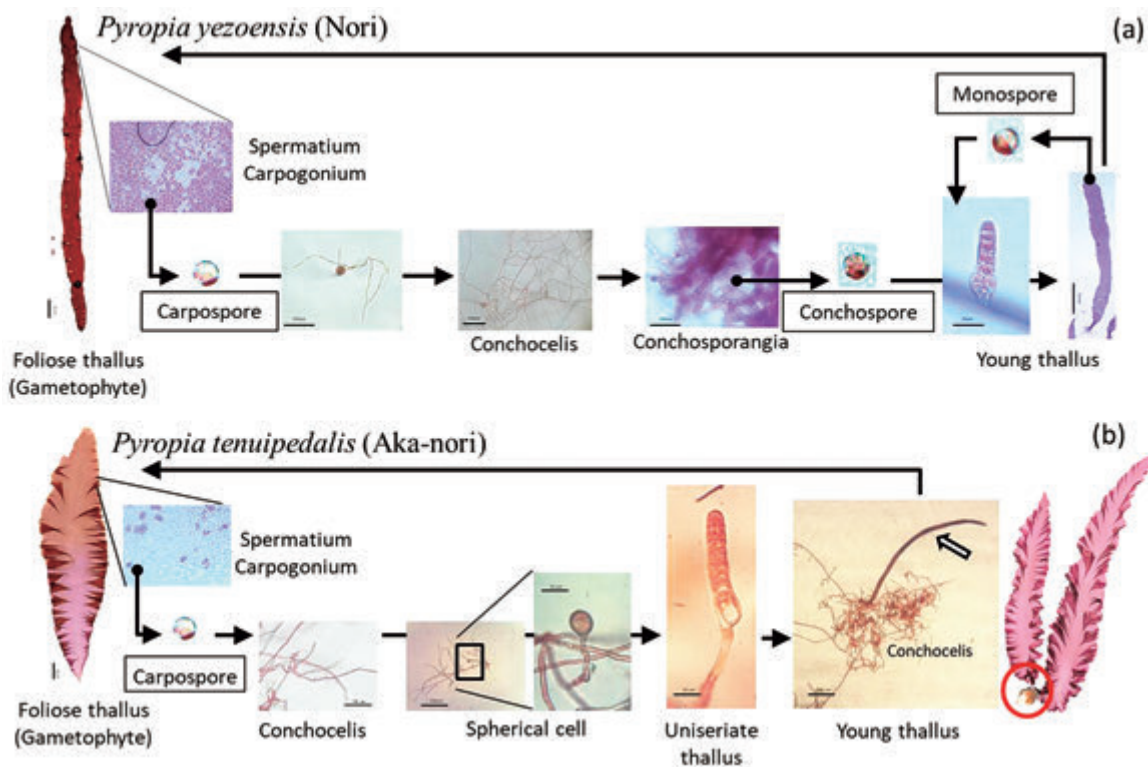 Pyropia yezoensis (Nori)
(a)
Monospore
Spermatium
Carpogonium
Carpospore
Conchospore
Conchocelis
Conchosporangia
Young thallus
Foliose thallus
(Gametophyte)
Pyropia tenuipedalis (Aka-nori)
(b)
Spermatium
Carpogonium
Carpospore
Conchocelis
Foliose thallus
(Gametophyte)
Conchocelis
Spherical cell
Uniseriate
thallus
Young thallus